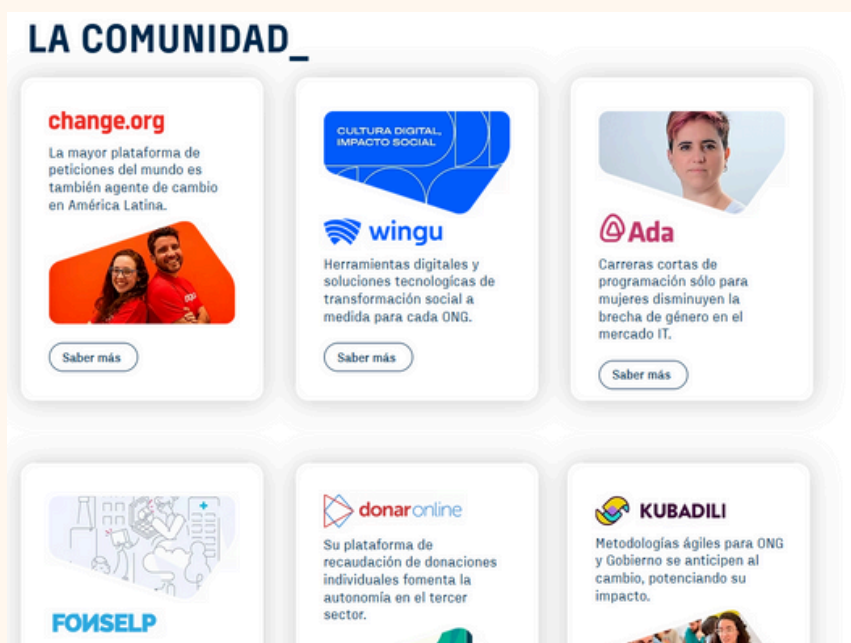 LA COMUNIDAD_
change.org
La mayor plataforma de
peticiones del mundo es
también agente de cambio
en América Latina.
Saber más
CULTURA DIGITAL,
IMPACTO SOCIAL
wingu
Herramientas digitales y
soluciones tecnologícas de
transformación social a
medida para cada ONG.
Saber más
Ada
Carreras cortas de
programación sólo para
mujeres disminuyen la
brecha de género en el
mercado IT.
Saber más
FONSELP
donaronline
Su plataforma de
recaudación de donaciones
individuales fomenta la
autonomía en el tercer
sector.
KUBADILI
Metodologías ágiles para ONG
y Gobierno se anticipen al
cambio, potenciando su
impacto.